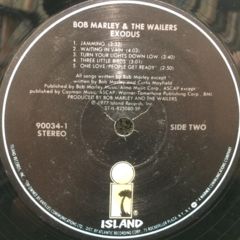 BOB MARLEY & THE WAILERS
EXODUS
1. JAMMING (3:32)
2. WAITING IN VAIN (4:15)
3. TURN YOUR LIGHTS DOWN LOW (3:40)
4. THREE LITTLE BIRDS (3:00)
5. ONE LOVE/PEOPLE GET READY (2:50)
All songs written by Bob Marley except
written by Bob Marley and Curtis Mayfield
Published by Bob Marley Music/Almo Music Corp. ASCAP except
published by Cayman Music, ASCAP/Warner-Tamerlane Publishing Corp. BMI
PRODUCED BY BOB MARLEY AND THE WAILERS
℗ 1977 Island Records, Inc.
90034-1
STEREO
SIDE TWO
ISLAND